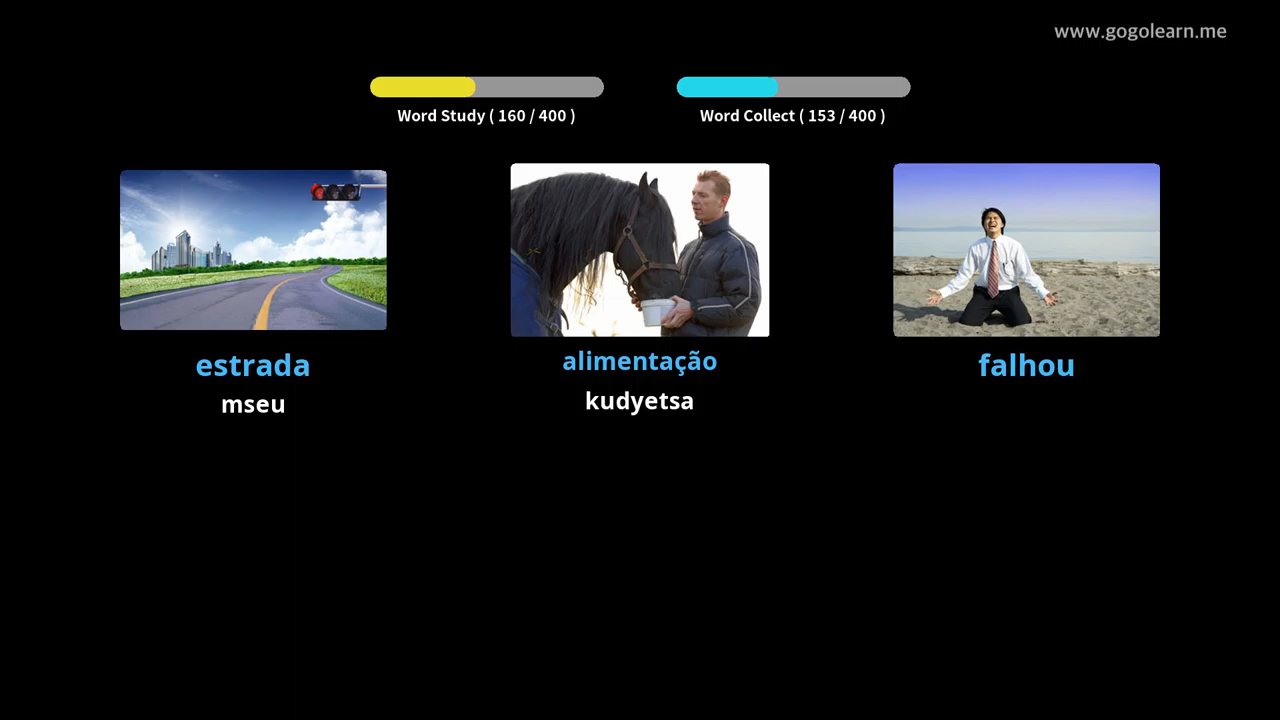 www.gogolearn.me
Word Study ( 160 / 400 )
Word Collect ( 153 / 400 )
estrada
mseu
alimentação
kudyetsa
falhou